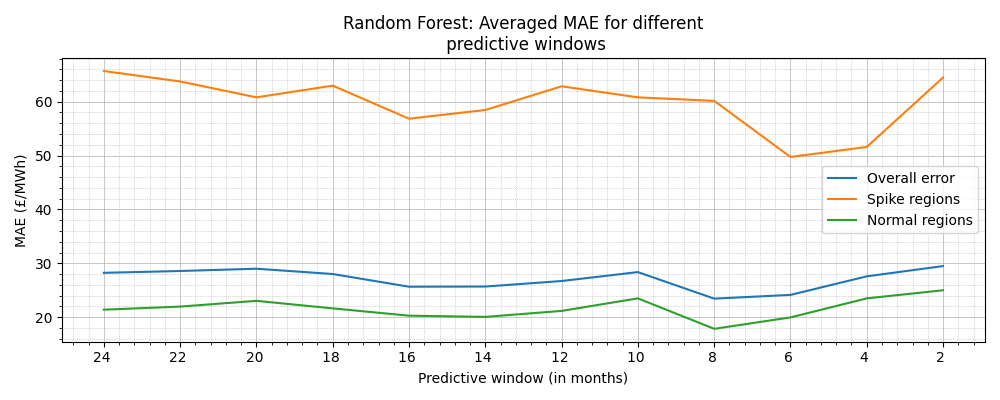 Random Forest: Averaged MAE for different
predictive windows
MAE (£/MWh)
60
50
40
30
20
Overall error
Spike regions
Normal regions
24 22 20 18 16 14 12 10 8 6 4 2
Predictive window (in months)